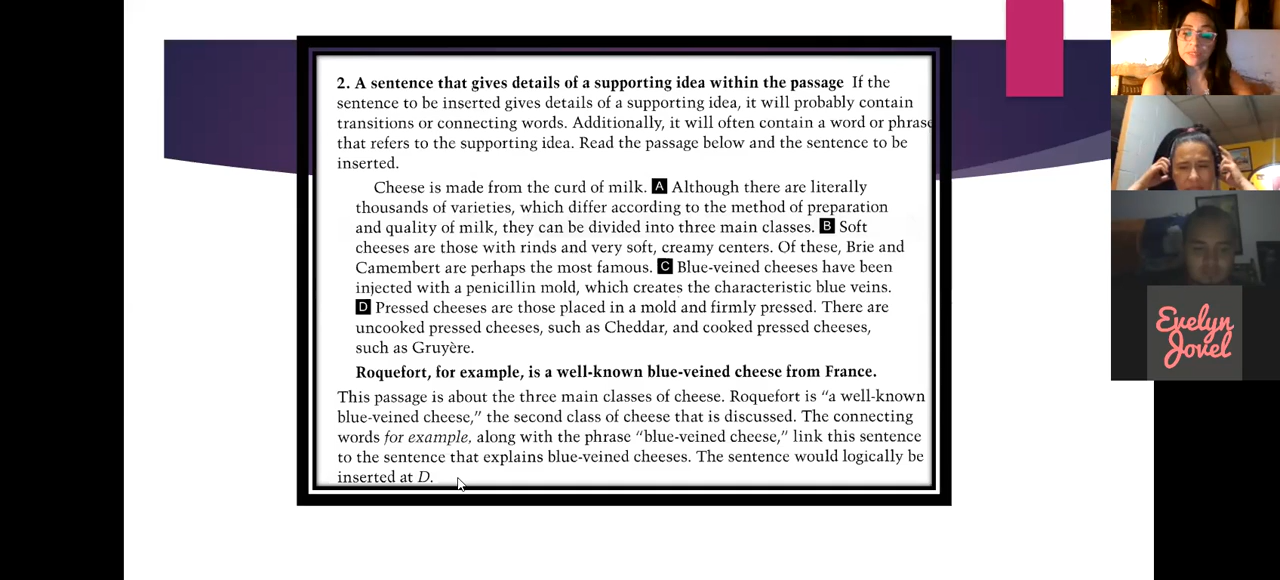 2. A sentence that gives details of a supporting idea within the passage If the
sentence to be inserted gives details of a supporting idea, it will probably contain
transitions or connecting words. Additionally, it will often contain a word or phrase
that refers to the supporting idea. Read the passage below and the sentence to be
inserted.
Cheese is made from the curd of milk. A Although there are literally
thousands of varieties, which differ according to the method of preparation
and quality of milk, they can be divided into three main classes. B Soft
cheeses are those with rinds and very soft, creamy centers. Of these, Brie and
Camembert are perhaps the most famous. C Blue-veined cheeses have been
injected with a penicillin mold, which creates the characteristic blue veins.
D Pressed cheeses are those placed in a mold and firmly pressed. There are
uncooked pressed cheeses, such as Cheddar, and cooked pressed cheeses,
such as Gruyère.
Roquefort, for example, is a well-known blue-veined cheese from France.
This passage is about the three main classes of cheese. Roquefort is “a well-known
blue-veined cheese,” the second class of cheese that is discussed. The connecting
words for example, along with the phrase “blue-veined cheese,” link this sentence
to the sentence that explains blue-veined cheeses. The sentence would logically be
inserted at D.
Evelyn
Jovel